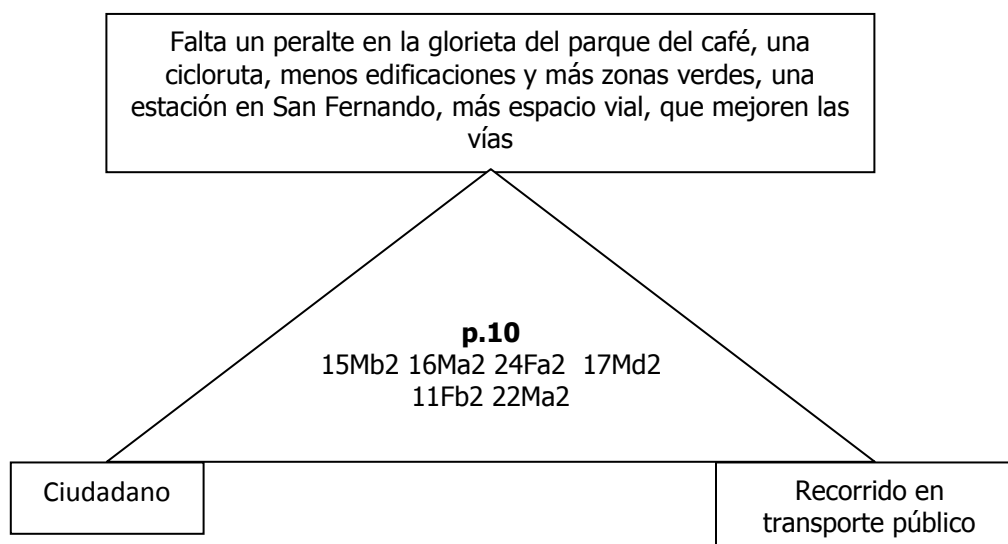 Falta un peralte en la glorieta del parque del café, una
cicloruta, menos edificaciones y más zonas verdes, una
estación en San Fernando, más espacio vial, que mejoren las
vías
p.10
15Mb2 16Ma2 24Fa2 17Md2
11Fb2 22Ma2
Ciudadano
Recorrido en
transporte público